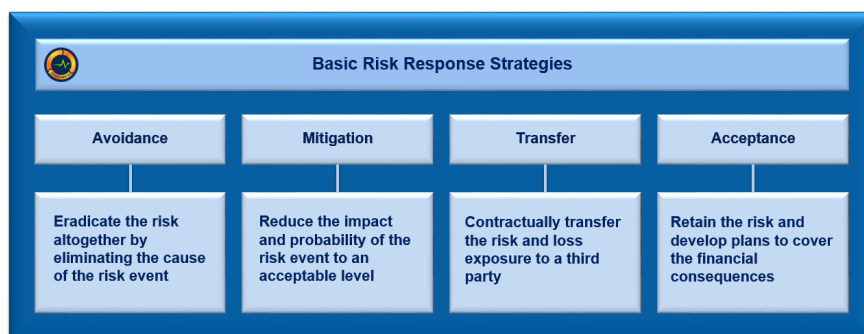 Basic Risk Response Strategies
Avoidance
Mitigation
Transfer
Acceptance
Eradicate the risk
altogether by
eliminating the cause
of the risk event
Reduce the impact
and probability of the
risk event to an
acceptable level
Contractually transfer
the risk and loss
exposure to a third
party
Retain the risk and
develop plans to cover
the financial
consequences